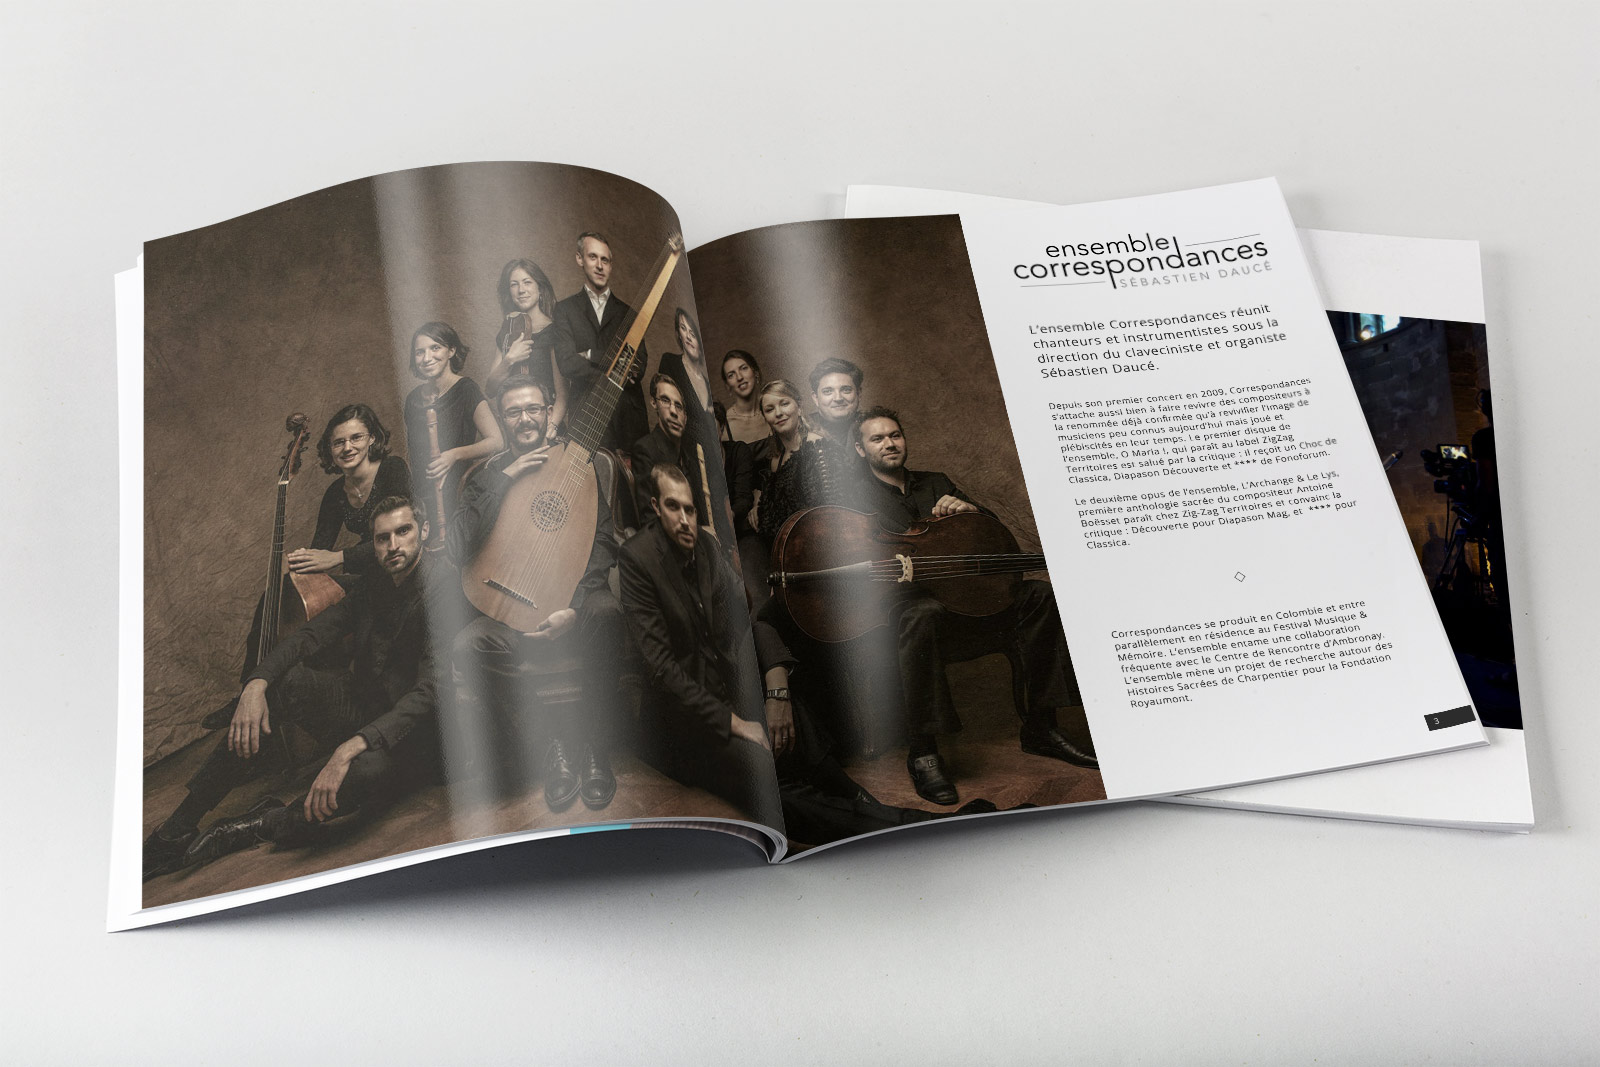 ensemble
correspondances
SÉBASTIEN DAUCÉ
L'ensemble Correspondances réunit
chanteurs et instrumentistes sous la
direction du claveciniste et organiste
Sébastien Daucé.
Depuis son premier concert en 2009, Correspondances
s'attache aussi bien à faire revivre des compositeurs à
la renommée déjà confirmée qu'à revivifier l'image de
musiciens peu connus aujourd'hui mais joué et
plébiscités en leur temps. Le premier disque de
l'ensemble, O Maria !, qui paraît au label ZigZag
Territoires est salué par la critique : il reçoit un Choc de
Classica, Diapason Découverte et **** de Fonoforum.
Le deuxième opus de l'ensemble, L'Archange & Le Lys,
première anthologie sacrée du compositeur Antoine
Boësset paraît chez Zig-Zag Territoires et convainc la
critique : Découverte pour Diapason Mag, et **** pour
Classica.
Correspondances se produit en Colombie et entre
parallèlement en résidence au Festival Musique &
Mémoire. L'ensemble entame une collaboration
fréquente avec le Centre de Rencontre d'Ambronay.
L'ensemble mène un projet de recherche autour des
Histoires Sacrées de Charpentier pour la Fondation
Royaumont.
3